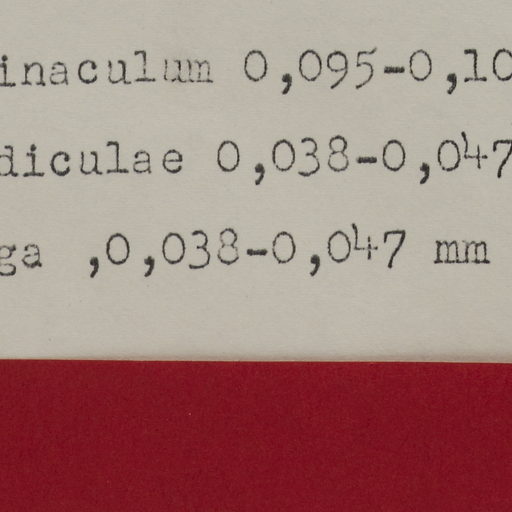 inaculum 0,095-0,10
diculae 0,038-0,047
ga ,0,038-0,047 mm